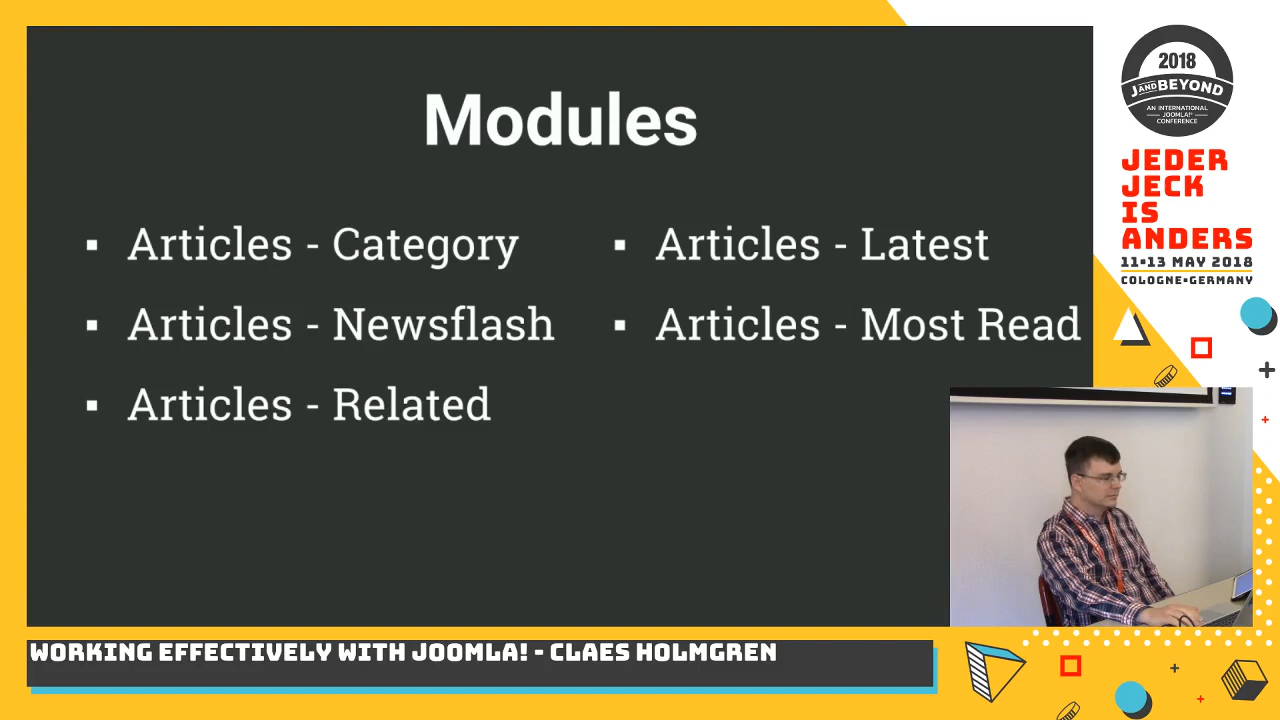 Modules
▪ Articles - Category
▪ Articles - Newsflash
▪ Articles - Related
▪ Articles - Latest
▪ Articles - Most Read
2018
J AND BEYOND
AN INTERNATIONAL
JOOMLA!®
CONFERENCE
JEDER
JECK
IS
ANDERS
11▪13 MAY 2018
COLOGNE▪GERMANY
WORKING EFFECTIVELY WITH JOOMLA! - CLAES HOLMGREN